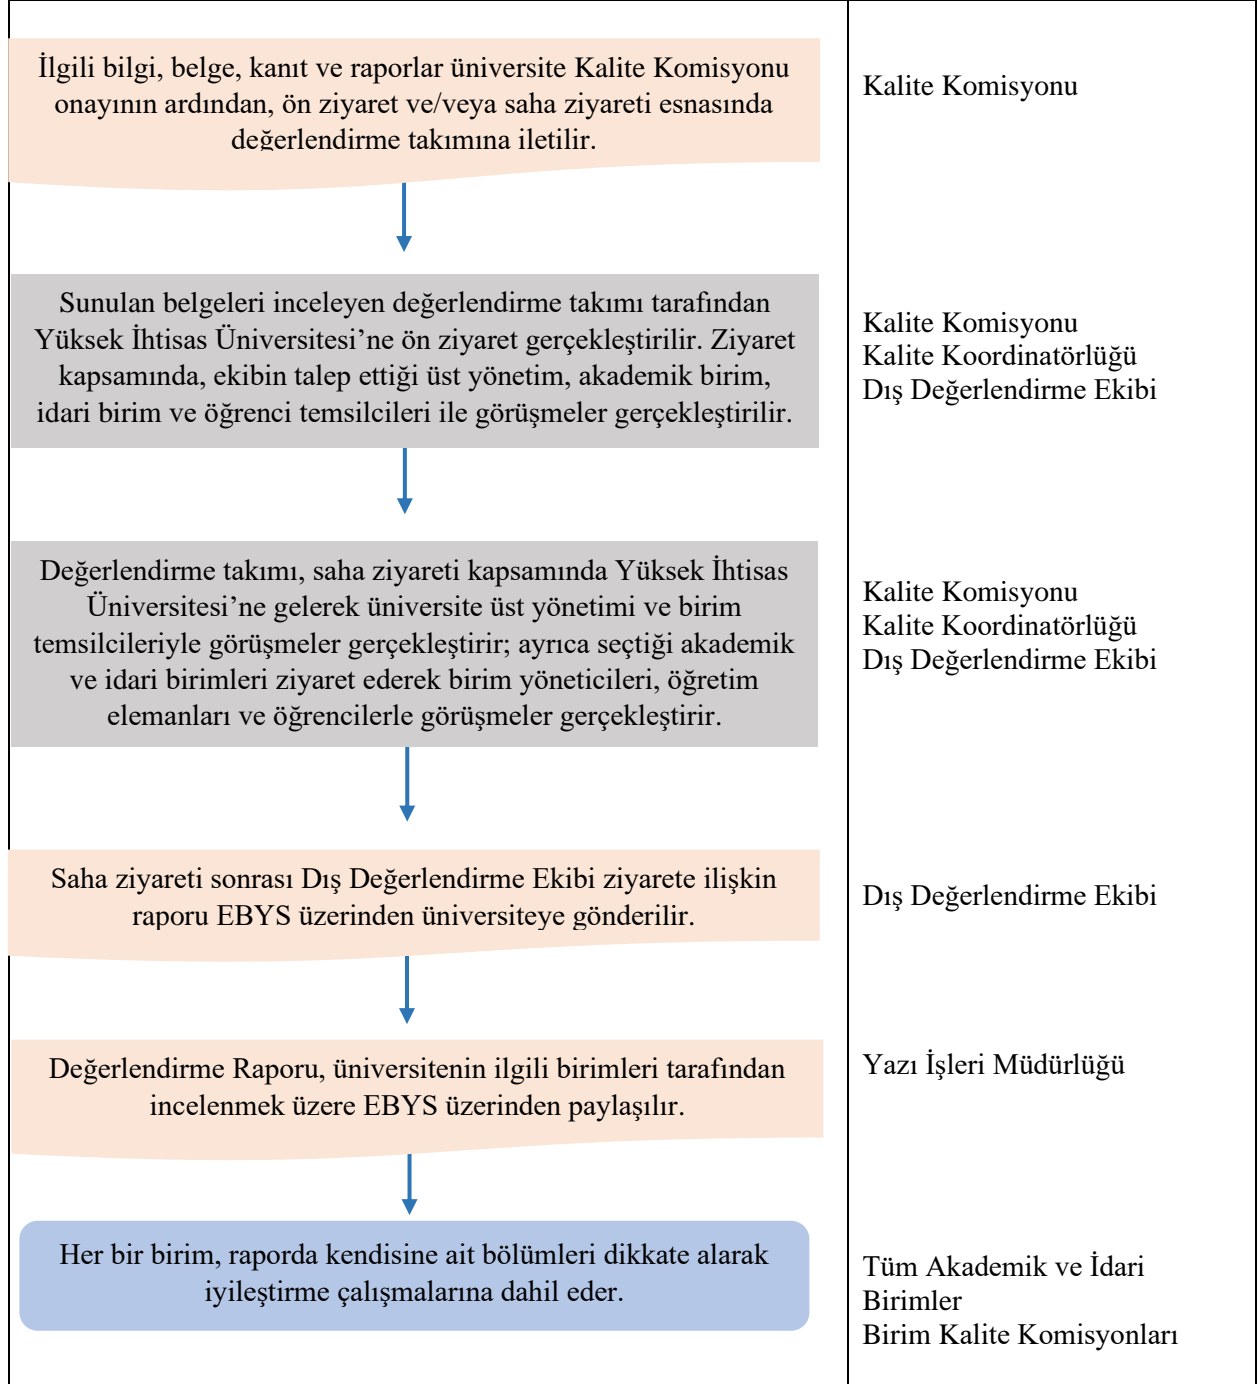 İlgili bilgi, belge, kanıt ve raporlar üniversite Kalite Komisyonu
onayının ardından, ön ziyaret ve/veya saha ziyareti esnasında
değerlendirme takımına iletilir.
Kalite Komisyonu
Sunulan belgeleri inceleyen değerlendirme takımı tarafından
Yüksek İhtisas Üniversitesi’ne ön ziyaret gerçekleştirilir. Ziyaret
kapsamında, ekibin talep ettiği üst yönetim, akademik birim,
idari birim ve öğrenci temsilcileri ile görüşmeler gerçekleştirilir.
Kalite Komisyonu
Kalite Koordinatörlüğü
Dış Değerlendirme Ekibi
Değerlendirme takımı, saha ziyareti kapsamında Yüksek İhtisas
Üniversitesi’ne gelerek üniversite üst yönetimi ve birim
temsilcileriyle görüşmeler gerçekleştirir; ayrıca seçtiği akademik
ve idari birimleri ziyaret ederek birim yöneticileri, öğretim
elemanları ve öğrencilerle görüşmeler gerçekleştirir.
Kalite Komisyonu
Kalite Koordinatörlüğü
Dış Değerlendirme Ekibi
Saha ziyareti sonrası Dış Değerlendirme Ekibi ziyarete ilişkin
raporu EBYS üzerinden üniversiteye gönderilir.
Dış Değerlendirme Ekibi
Değerlendirme Raporu, üniversitenin ilgili birimleri tarafından
incelenmek üzere EBYS üzerinden paylaşılır.
Yazı İşleri Müdürlüğü
Her bir birim, raporda kendisine ait bölümleri dikkate alarak
iyileştirme çalışmalarına dahil eder.
Tüm Akademik ve İdari
Birimler
Birim Kalite Komisyonları